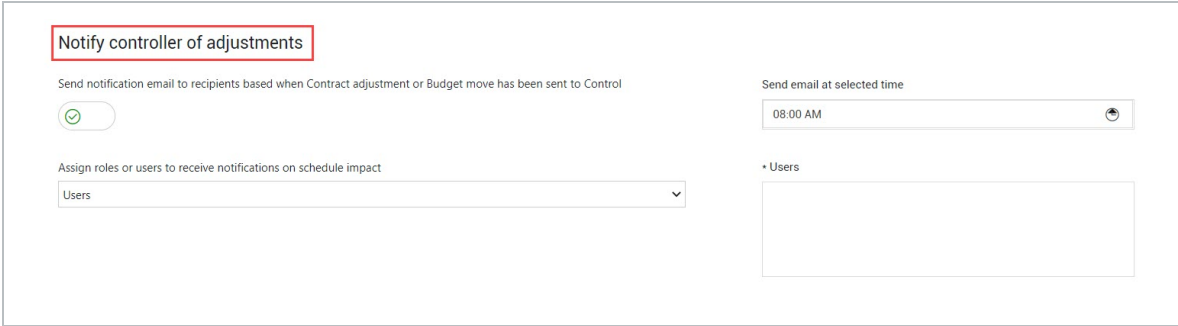 Notify controller of adjustments
Send notification email to recipients based when Contract adjustment or Budget move has been sent to Control
Send email at selected time
08:00 AM
Assign roles or users to receive notifications on schedule impact
* Users
Users